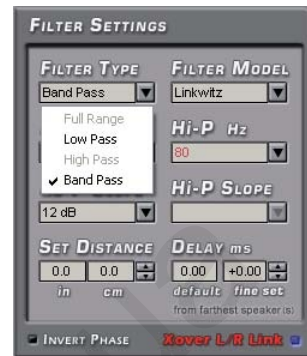 FILTER SETTINGS
FILTER TYPE FILTER MODEL
Band Pass Linkwitz
Full Range
Low Pass
High Pass
✓ Band Pass
HI-P Hz
80
HI-P SLOPE
12 dB
SET DISTANCE DELAY ms
0.0 0.0 0.00 +0.00
in cm default fine set
from farthest speaker(s)
INVERT PHASE Xover L/R Link